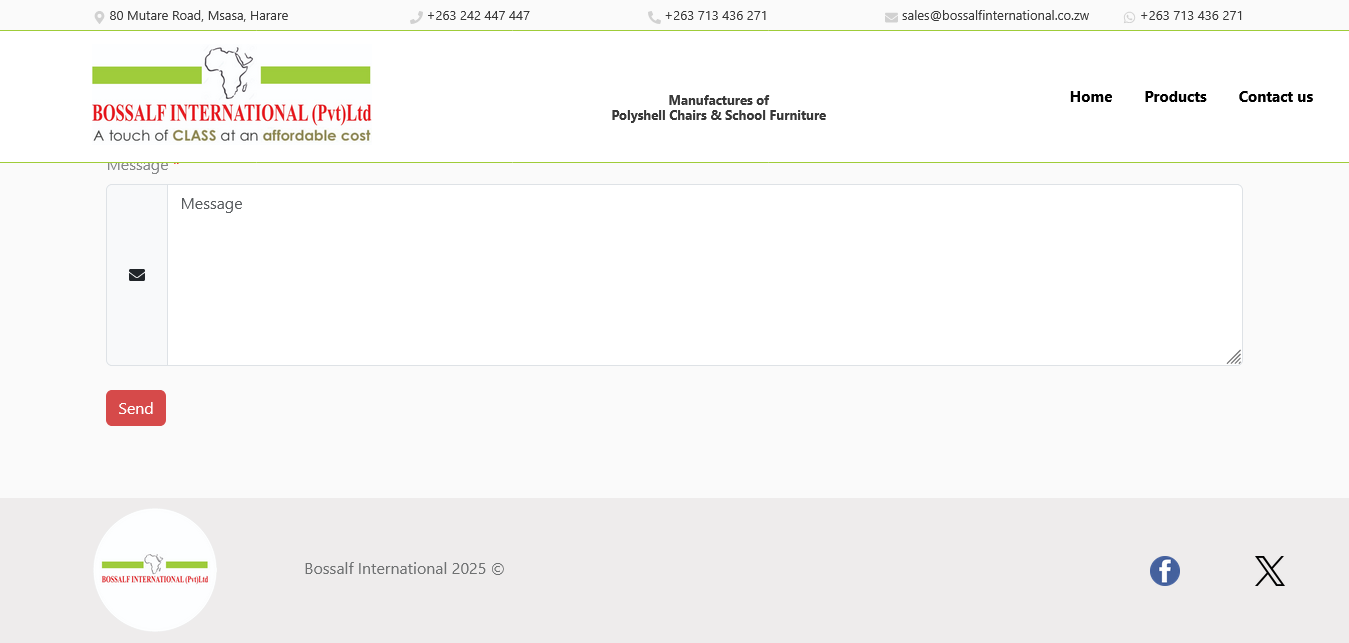 80 Mutare Road, Msasa, Harare
+263 242 447 447
+263 713 436 271
sales@bossalfinternational.co.zw
+263 713 436 271
BOSSALF INTERNATIONAL (Pvt)Ltd
A touch of CLASS at an affordable cost
Manufactures of
Polyshell Chairs & School Furniture
Home
Products
Contact us
Message *
Message
Send
BOSSALF INTERNATIONAL (Pvt)Ltd
Bossalf International 2025 ©